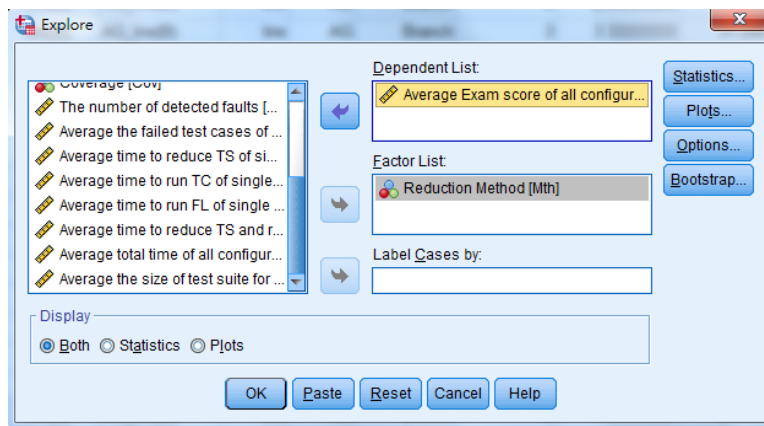 Explore
Coverage [Cov]
The number of detected faults [...
Average the failed test cases of ...
Average time to reduce TS of si...
Average time to run TC of single...
Average time to run FL of single ...
Average time to reduce TS and r...
Average total time of all configur...
Average the size of test suite for ...
Dependent List:
Average Exam score of all configur...
Factor List:
Reduction Method [Mth]
Label Cases by:
Statistics...
Plots...
Options...
Bootstrap...
Display
Both Statistics Plots
OK Paste Reset Cancel Help